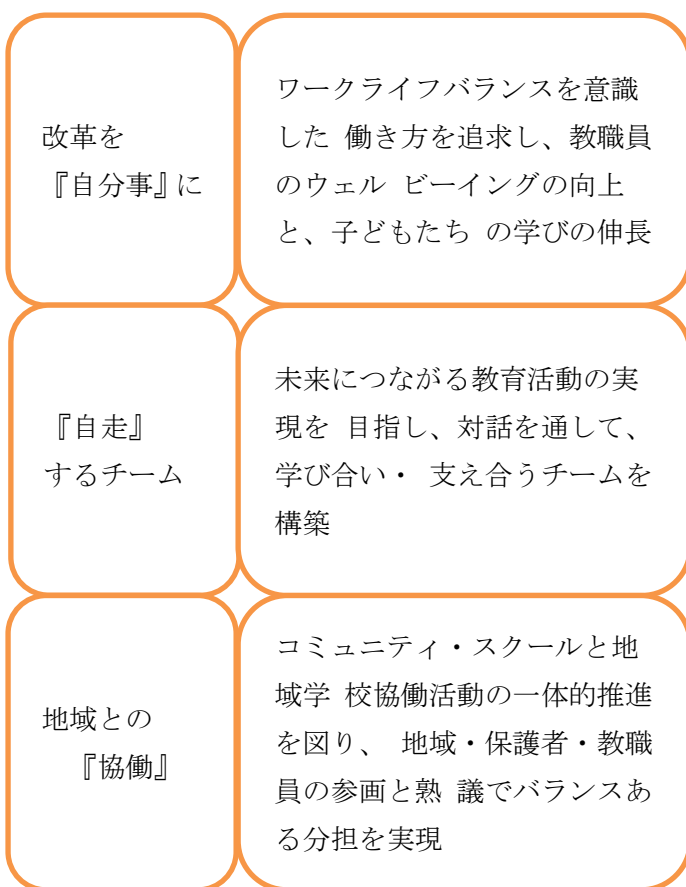 改革を
『自分事』に
ワークライフバランスを意識
した 働き方を追求し、教職員
のウェル ビーイングの向上
と、子どもたち の学びの伸長
『自走』
するチーム
未来につながる教育活動の実
現を 目指し、対話を通して、
学び合い・ 支え合うチームを
構築
地域との
『協働』
コミュニティ・スクールと地
域学 校協働活動の一体的推進
を図り、 地域・保護者・教職
員の参画と熟 議でバランスあ
る分担を実現